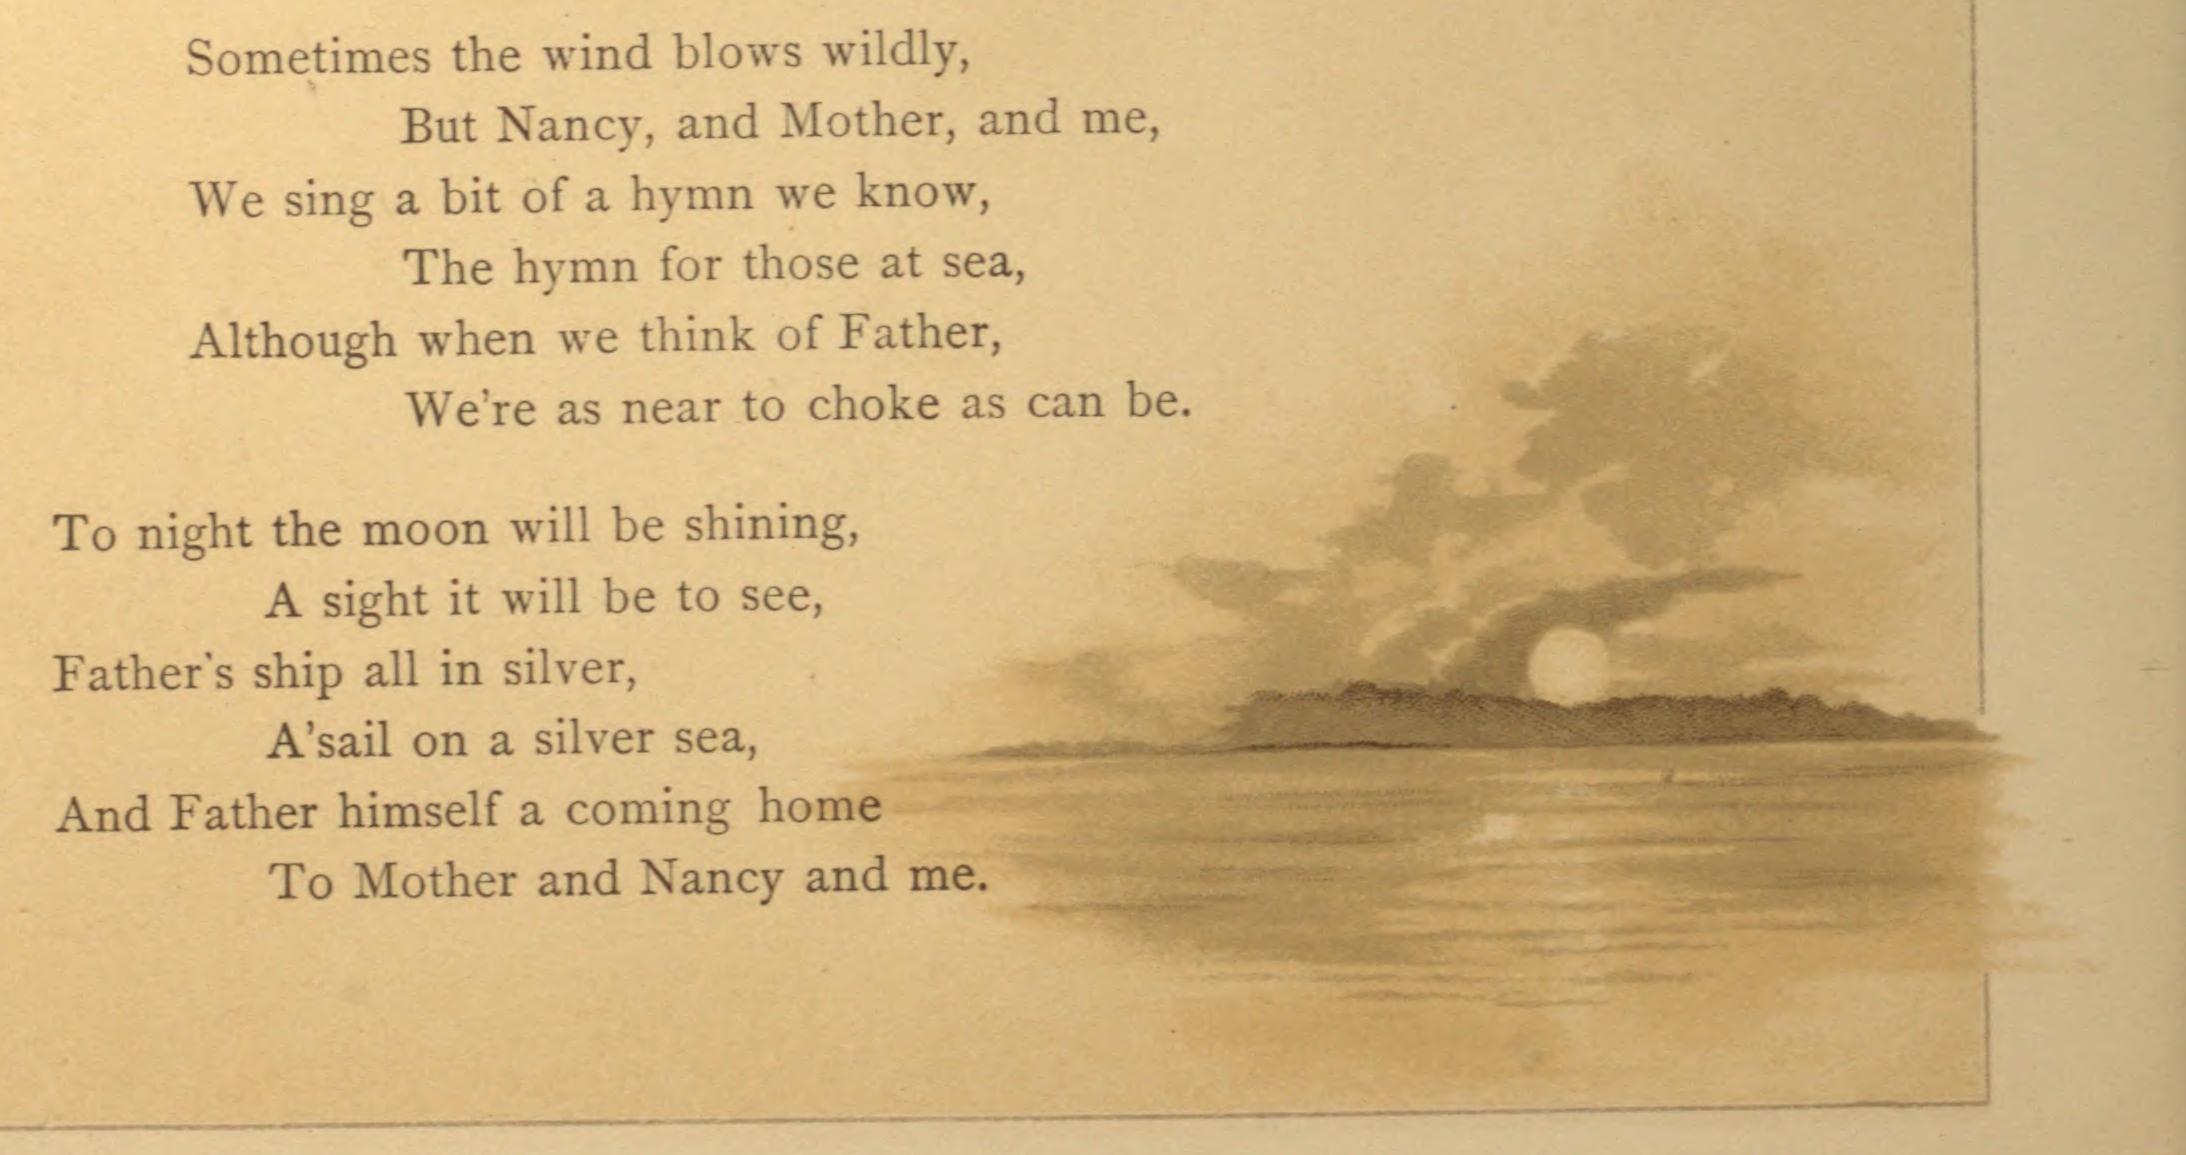 Sometimes the wind blows wildly,
But Nancy, and Mother, and me,
We sing a bit of a hymn we know,
The hymn for those at sea,
Although when we think of Father,
We're as near to choke as can be.
To night the moon will be shining,
A sight it will be to see,
Father's ship all in silver,
A'sail on a silver sea,
And Father himself a coming home
To Mother and Nancy and me.